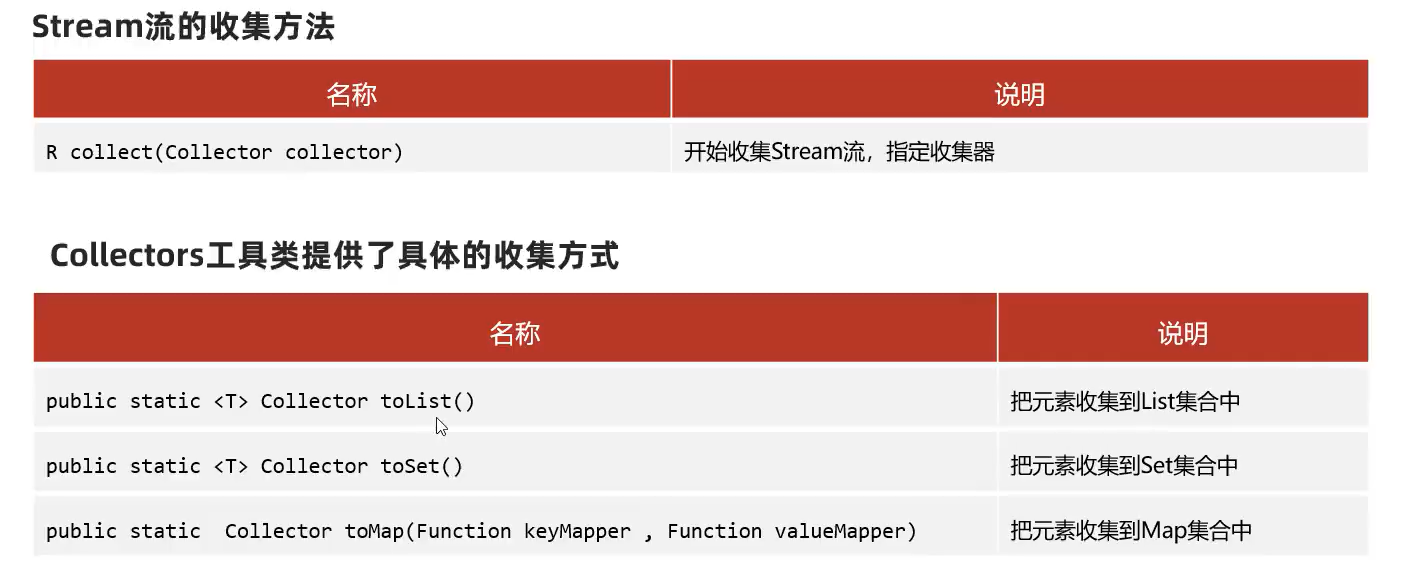 Stream流的收集方法
名称 说明
R collect(Collector collector) 开始收集Stream流，指定收集器
Collectors工具类提供了具体的收集方式
名称 说明
public static <T> Collector toList() 把元素收集到List集合中
public static <T> Collector toSet() 把元素收集到Set集合中
public static  Collector toMap(Function keyMapper , Function valueMapper) 把元素收集到Map集合中